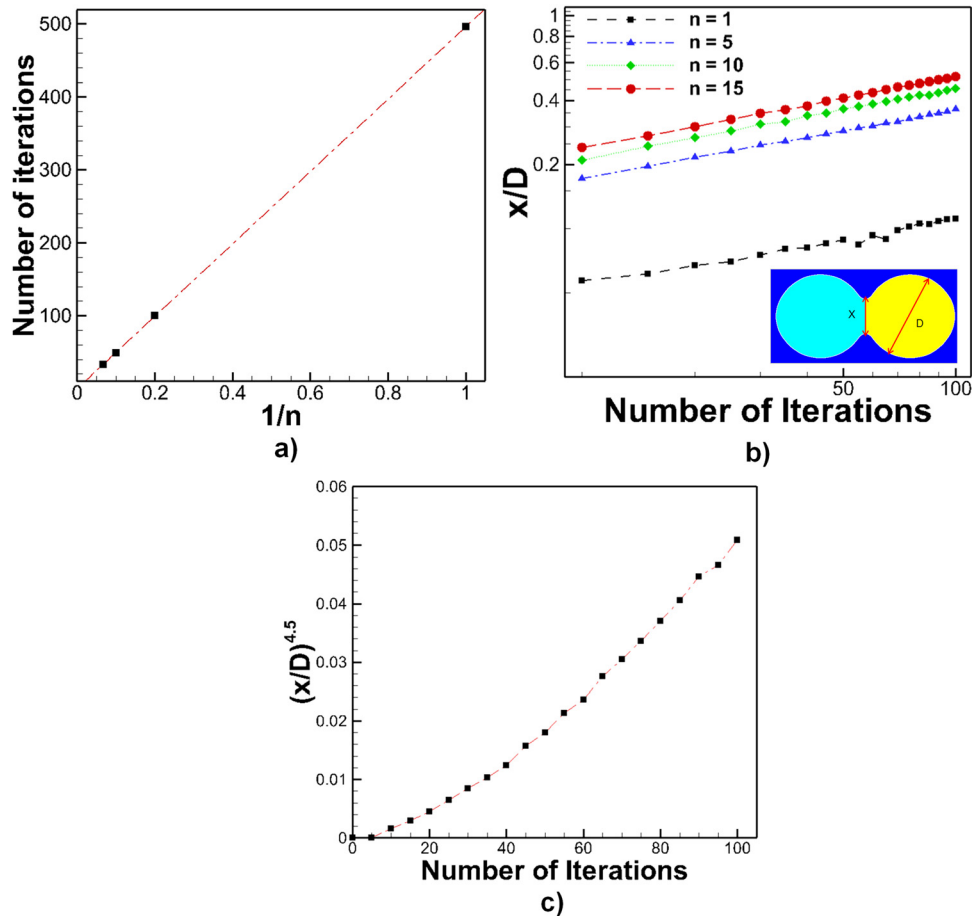 500
400
300
200
100
Number of iterations
0
0.2
0.4
0.6
0.8
1
1/n
a)
1
0.8
0.6
0.4
0.2
x/D
n = 1
n = 5
n = 10
n = 15
X
D
50
100
Number of Iterations
b)
0.06
0.05
0.04
0.03
0.02
0.01
0
(x/D)^4.5
0
20
40
60
80
100
Number of Iterations
c)